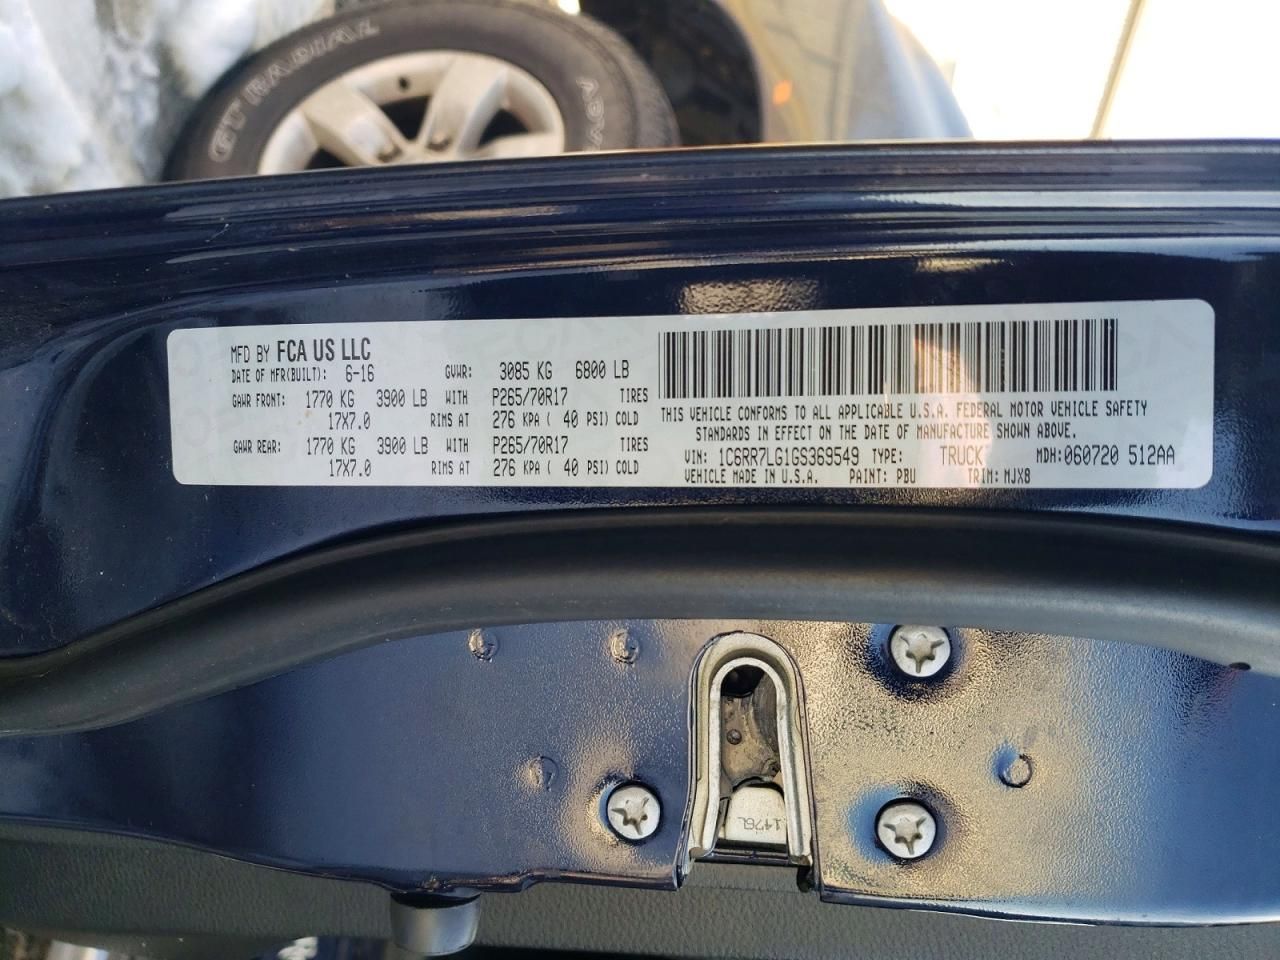 GT RADIAL
ADV
MFD BY FCA US LLC
DATE OF MFR(BUILT): 6-16 GVWR: 3085 KG 6800 LB
GAWR FRONT: 1770 KG 3900 LB WITH P265/70R17 TIRES
17X7.0 RIMS AT 276 KPA ( 40 PSI) COLD
GAWR REAR: 1770 KG 3900 LB WITH P265/70R17 TIRES
17X7.0 RIMS AT 276 KPA ( 40 PSI) COLD
THIS VEHICLE CONFORMS TO ALL APPLICABLE U.S.A. FEDERAL MOTOR VEHICLE SAFETY
STANDARDS IN EFFECT ON THE DATE OF MANUFACTURE SHOWN ABOVE.
VIN: 1C6RR7LG1GS369549 TYPE: TRUCK MDH:060720 512AA
VEHICLE MADE IN U.S.A. PAINT: PBU TRIM: MJX8
1476L